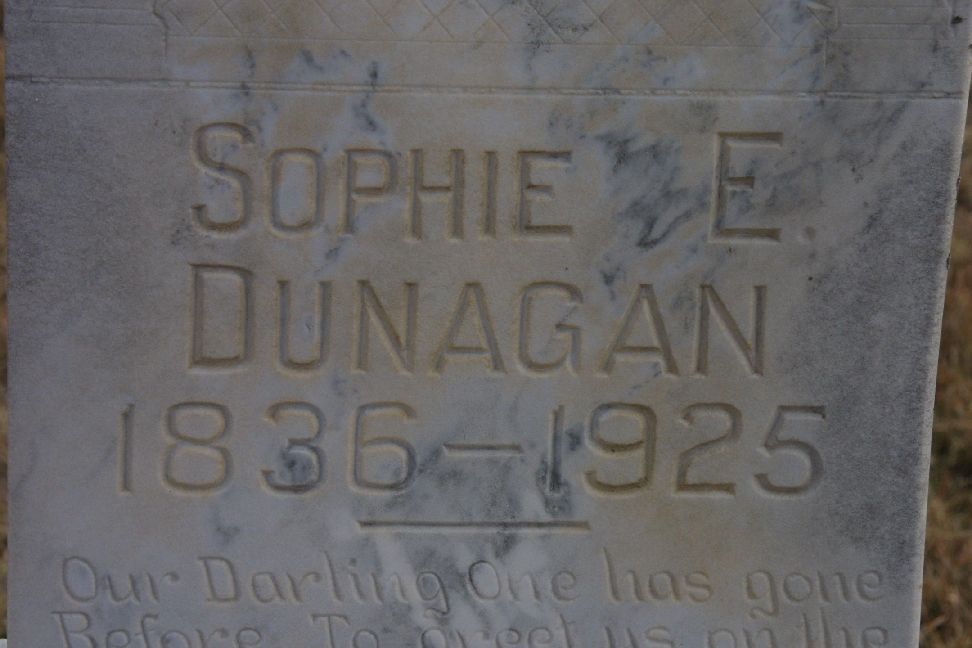 SOPHIE E.
DUNAGAN
1836—1925
Our Darling One has gone
Before To greet us on the